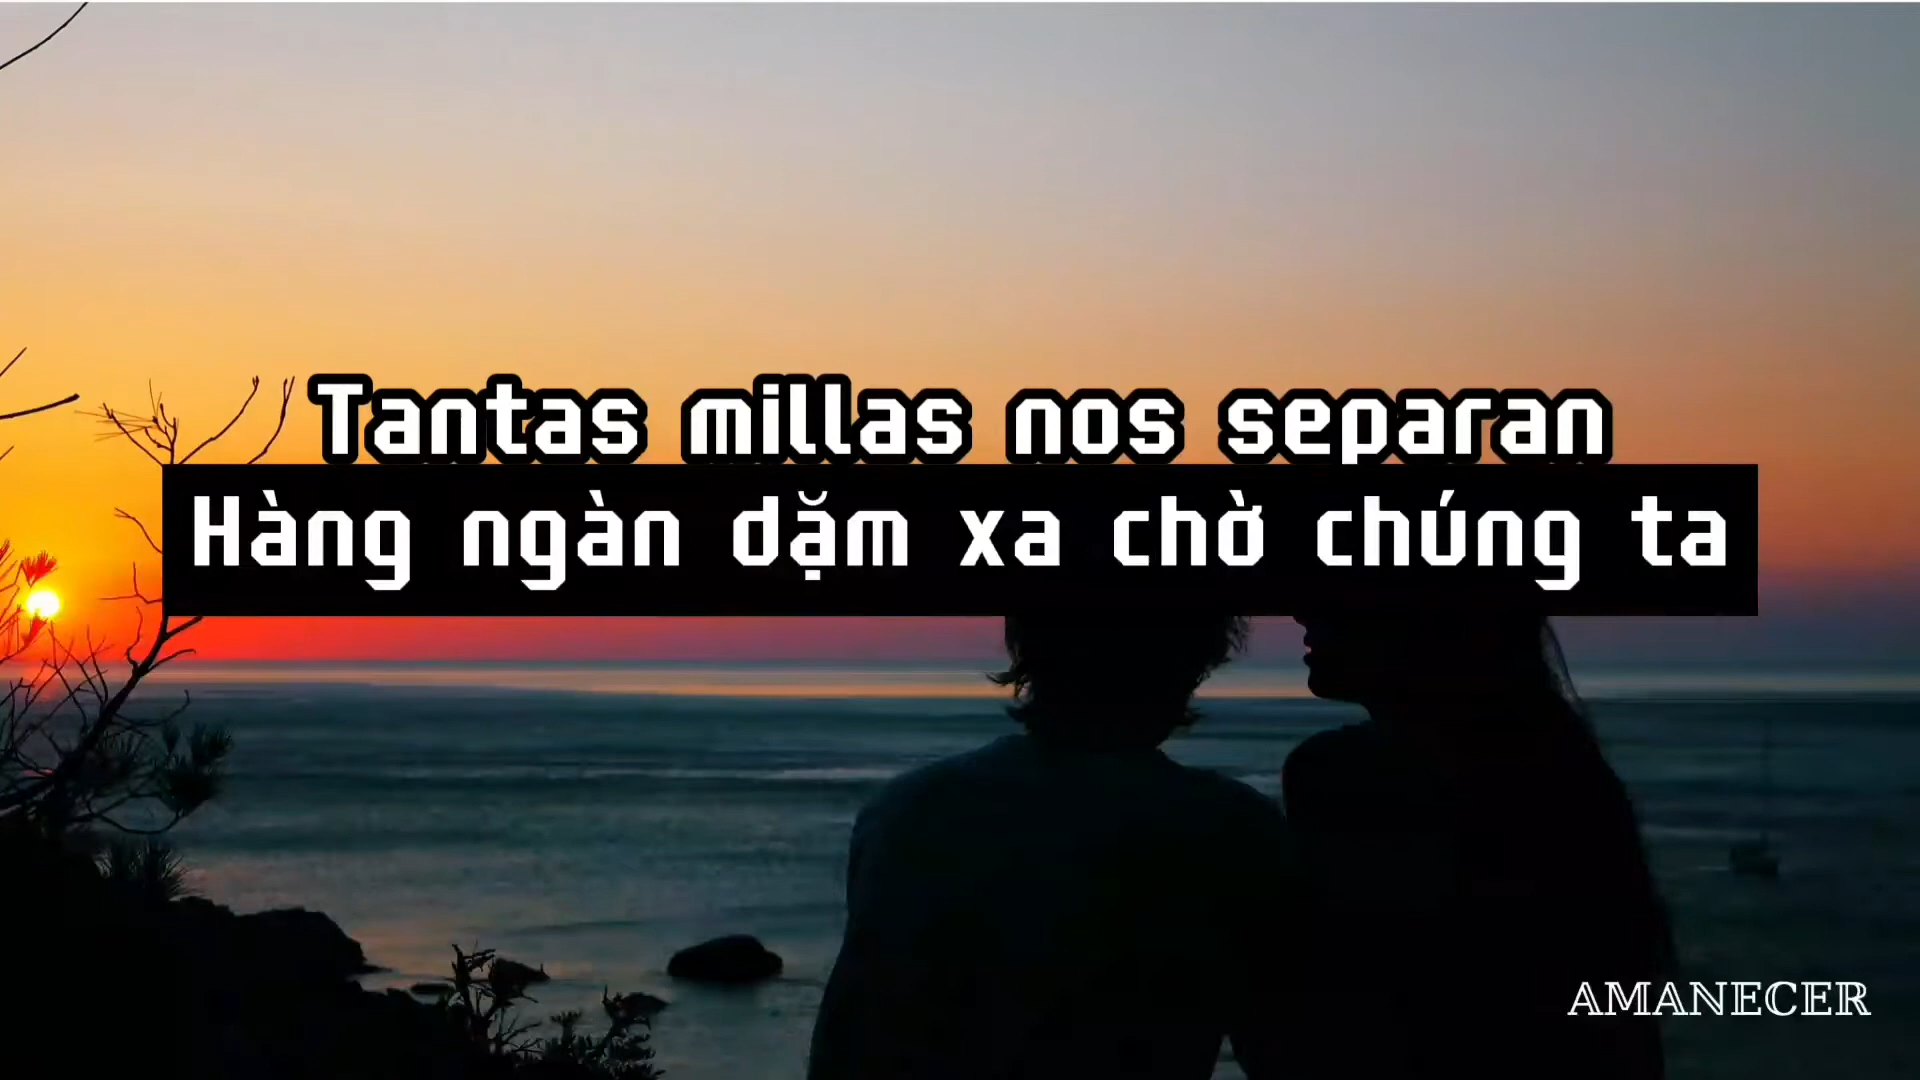 Tantas millas nos separan
Hàng ngàn dặm xa chờ chúng ta
AMANECER